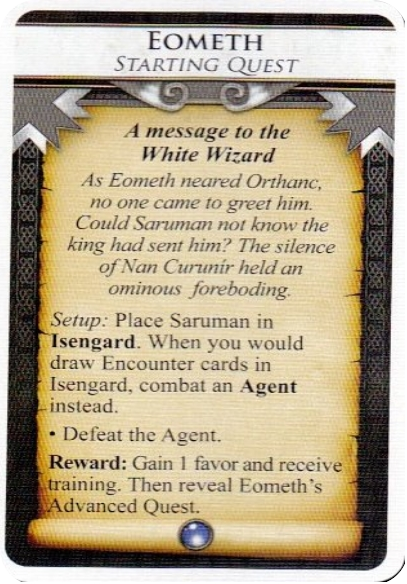 EOMETH
STARTING QUEST
A message to the
White Wizard
As Eometh neared Orthanc,
no one came to greet him.
Could Saruman not know the
king had sent him? The silence
of Nan Curunír held an
ominous foreboding.
Setup: Place Saruman in
Isengard. When you would
draw Encounter cards in
Isengard, combat an Agent
instead.
• Defeat the Agent.
Reward: Gain 1 favor and receive
training. Then reveal Eometh's
Advanced Quest.